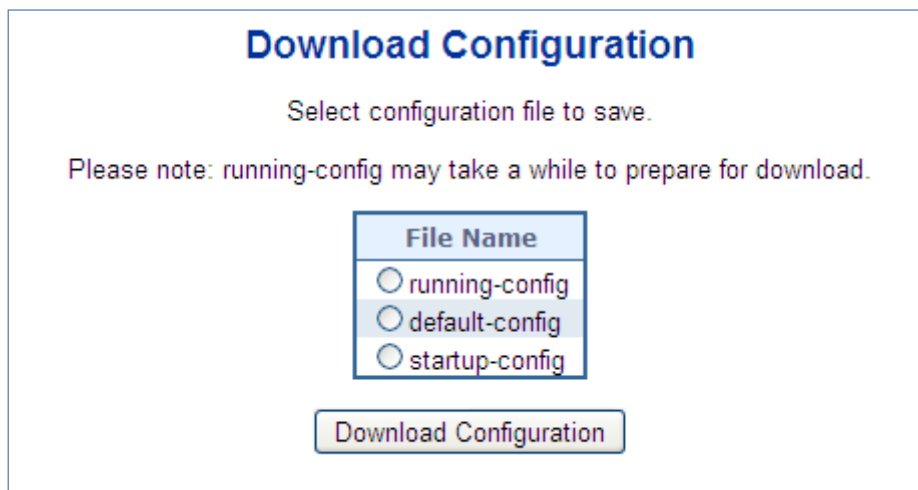 Download Configuration
Select configuration file to save.
Please note: running-config may take a while to prepare for download.
File Name
running-config
default-config
startup-config
Download Configuration